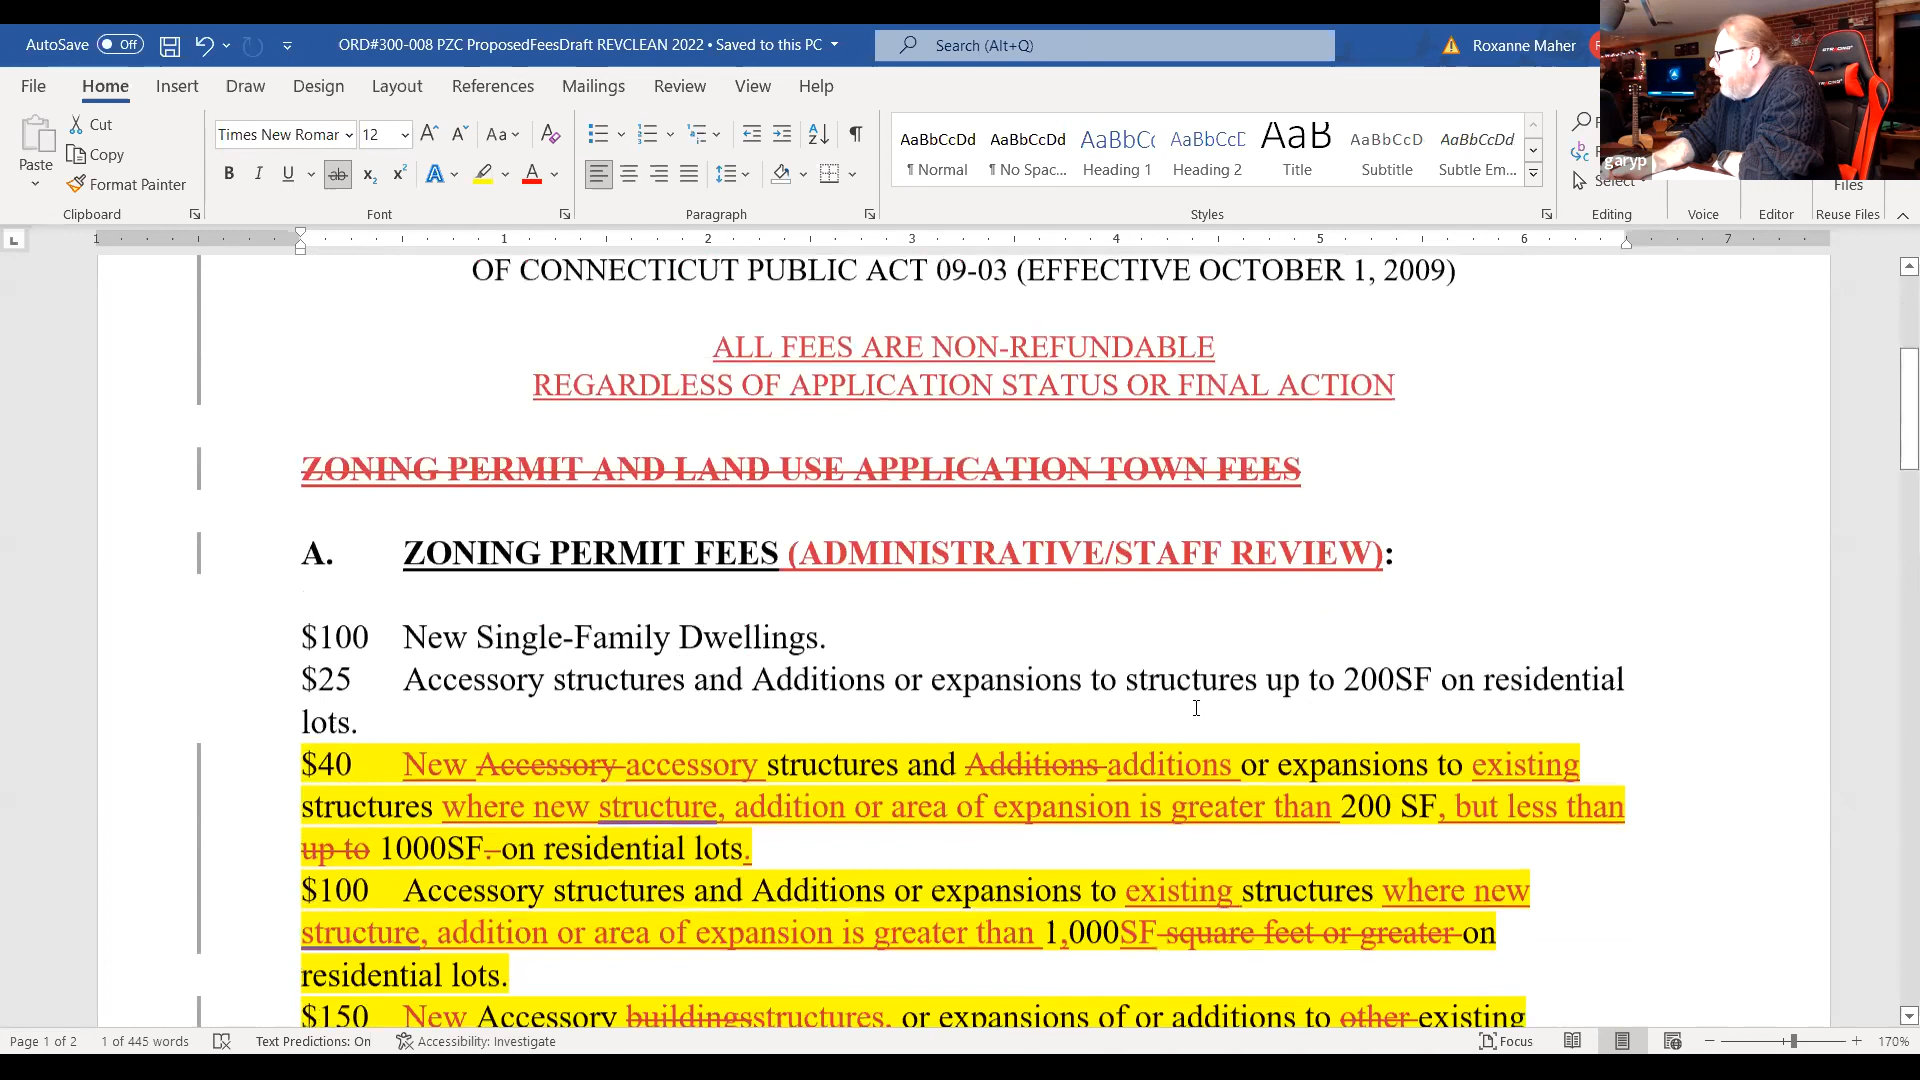 AutoSave Off ORD#300-008 PZC ProposedFeesDraft REVCLEAN 2022 • Saved to this PC Search (Alt+Q) Roxanne Maher
File Home Insert Draw Design Layout References Mailings Review View Help
Paste Cut Copy Format Painter
Times New Romar 12
AaBbCcDd AaBbCcDd AaBbCc AaBbCcD AaB AaBbCcD AaBbCcDd
¶ Normal ¶ No Spac... Heading 1 Heading 2 Title Subtitle Subtle Em...
garyp
Select Files
Clipboard Font Paragraph Styles Editing Voice Editor Reuse Files
1 1 2 3 4 5 6 7
OF CONNECTICUT PUBLIC ACT 09-03 (EFFECTIVE OCTOBER 1, 2009)
ALL FEES ARE NON-REFUNDABLE
REGARDLESS OF APPLICATION STATUS OR FINAL ACTION
ZONING PERMIT AND LAND USE APPLICATION TOWN FEES
A. ZONING PERMIT FEES (ADMINISTRATIVE/STAFF REVIEW):
$100 New Single-Family Dwellings.
$25 Accessory structures and Additions or expansions to structures up to 200SF on residential
lots.
$40 New Accessory accessory structures and Additions additions or expansions to existing
structures where new structure, addition or area of expansion is greater than 200 SF, but less than
up to 1000SF. on residential lots.
$100 Accessory structures and Additions or expansions to existing structures where new
structure, addition or area of expansion is greater than 1,000SF square feet or greater on
residential lots.
$150 New Accessory buildingsstructures, or expansions of or additions to other existing
Page 1 of 2 1 of 445 words Text Predictions: On Accessibility: Investigate Focus 170%